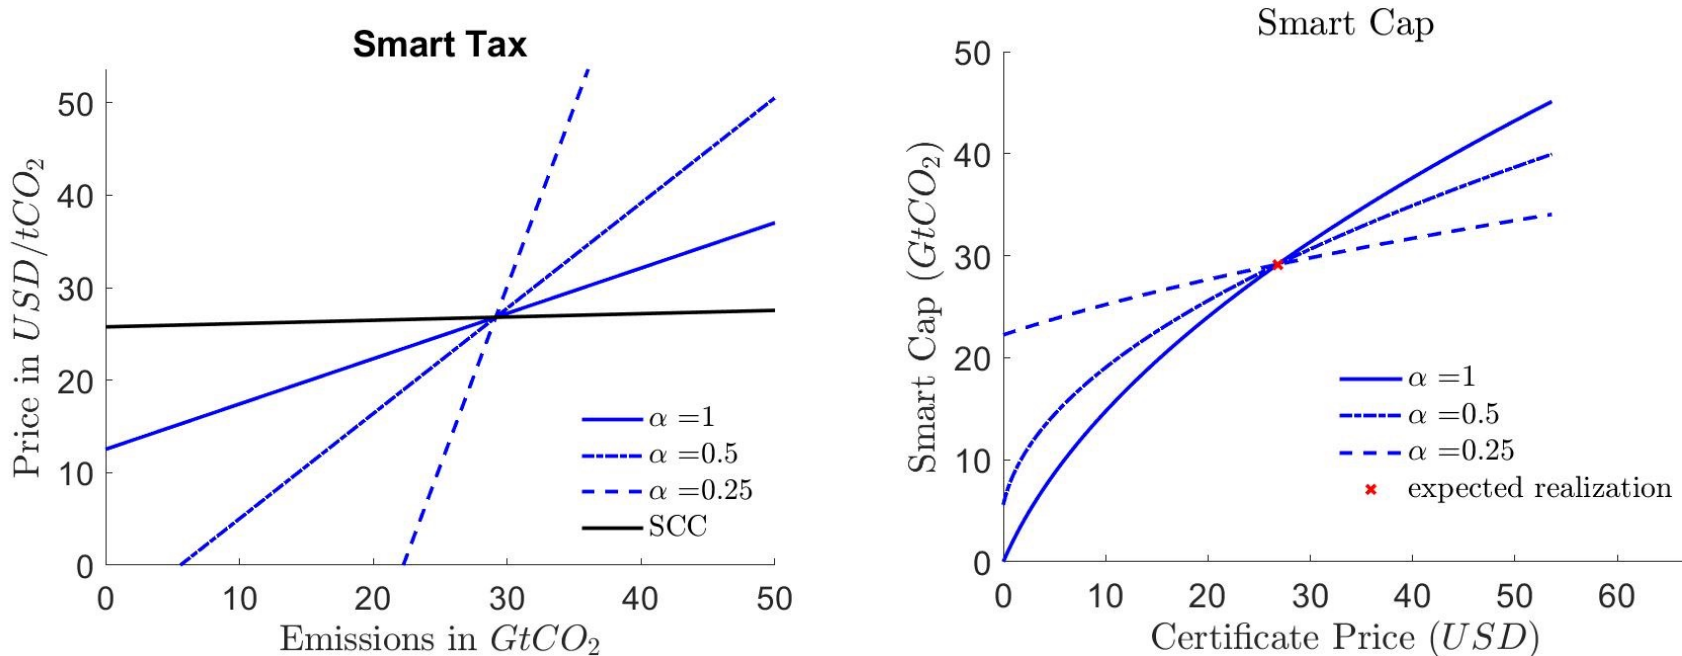 Smart Tax
Price in USD/tCO₂
50
40
30
20
10
0
0 10 20 30 40 50
Emissions in GtCO₂
α =1
α =0.5
α =0.25
SCC
Smart Cap
Smart Cap (GtCO₂)
50
40
30
20
10
0
0 10 20 30 40 50 60
Certificate Price (USD)
α =1
α =0.5
α =0.25
expected realization